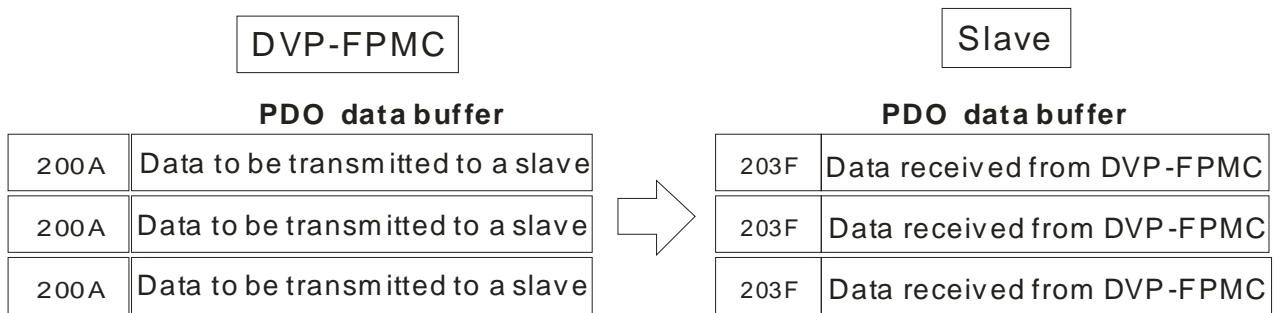 DVP-FPMC Slave
PDO data buffer PDO data buffer
200A Data to be transmitted to a slave 203F Data received from DVP-FPMC
200A Data to be transmitted to a slave 203F Data received from DVP-FPMC
200A Data to be transmitted to a slave 203F Data received from DVP-FPMC